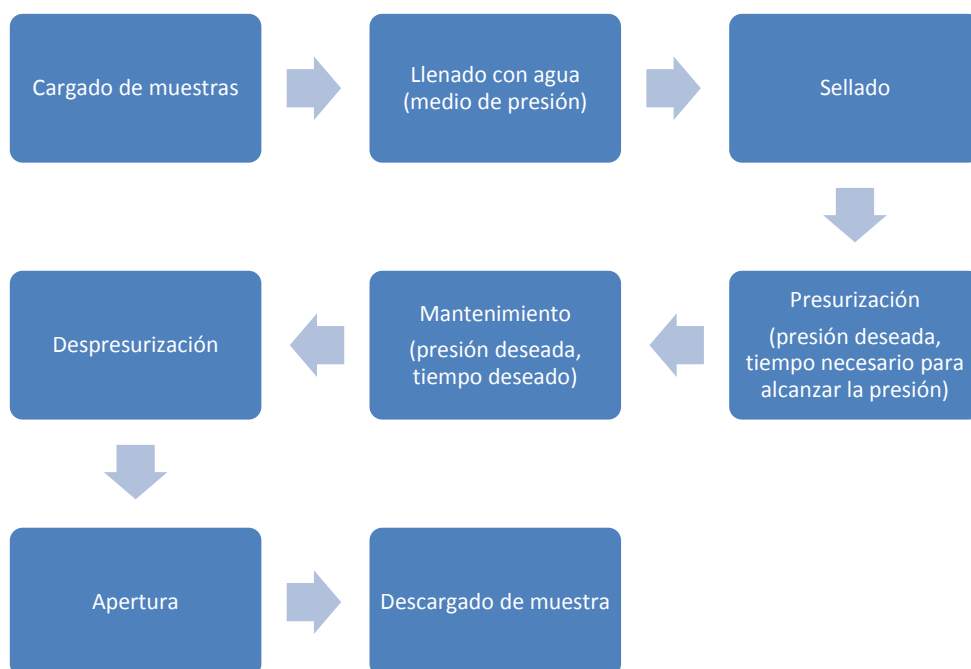 Cargado de muestras
Llenado con agua
(medio de presión)
Sellado
Presurización
(presión deseada,
tiempo necesario para
alcanzar la presión)
Mantenimiento
(presión deseada,
tiempo deseado)
Despresurización
Apertura
Descargado de muestra